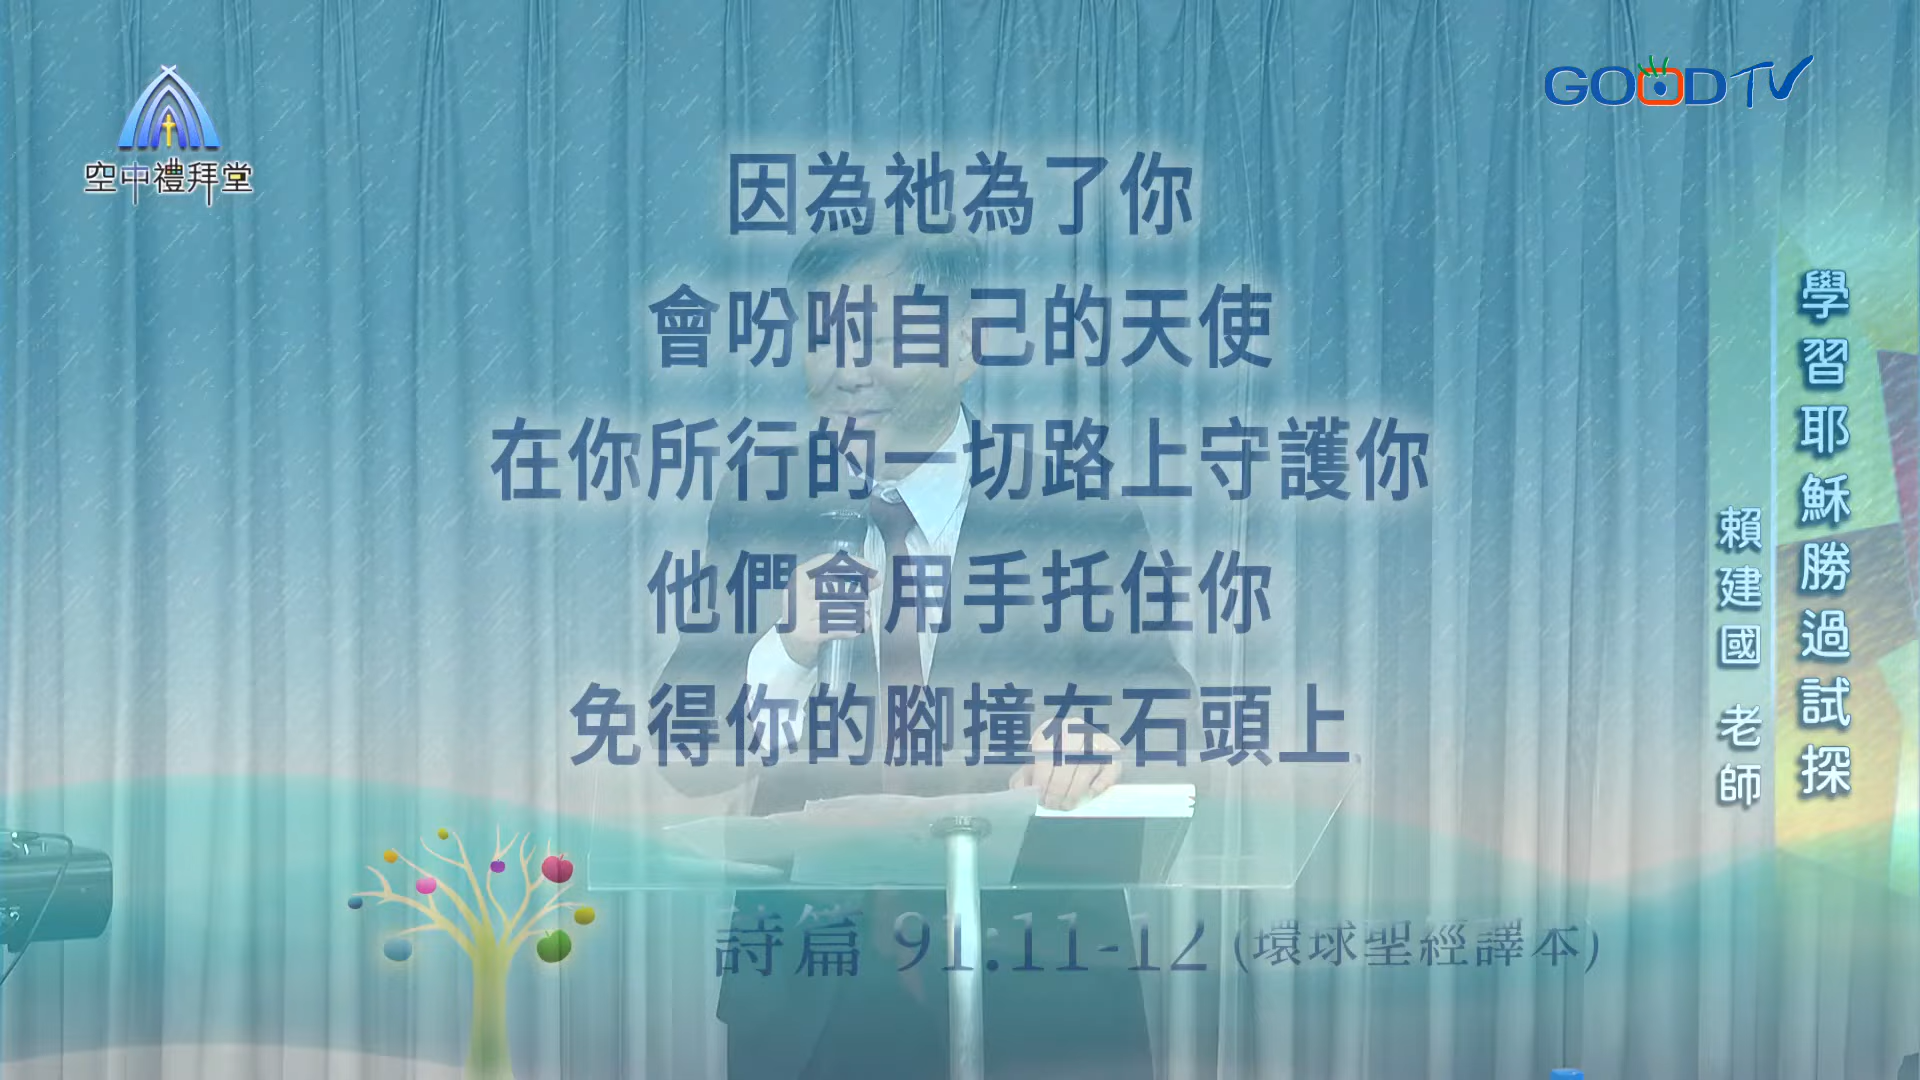 空中禮拜堂
GOODTV
因為祂為了你
會吩咐自己的天使
在你所行的一切路上守護你
他們會用手托住你
免得你的腳撞在石頭上
詩篇 91:11-12 (環球聖經譯本)
學習耶穌勝過試探
賴建國 老師